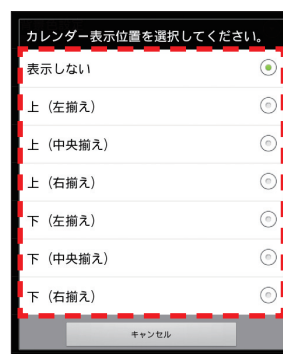 カレンダー表示位置を選択してください。
表示しない
上（左揃え）
上（中央揃え）
上（右揃え）
下（左揃え）
下（中央揃え）
下（右揃え）
キャンセル